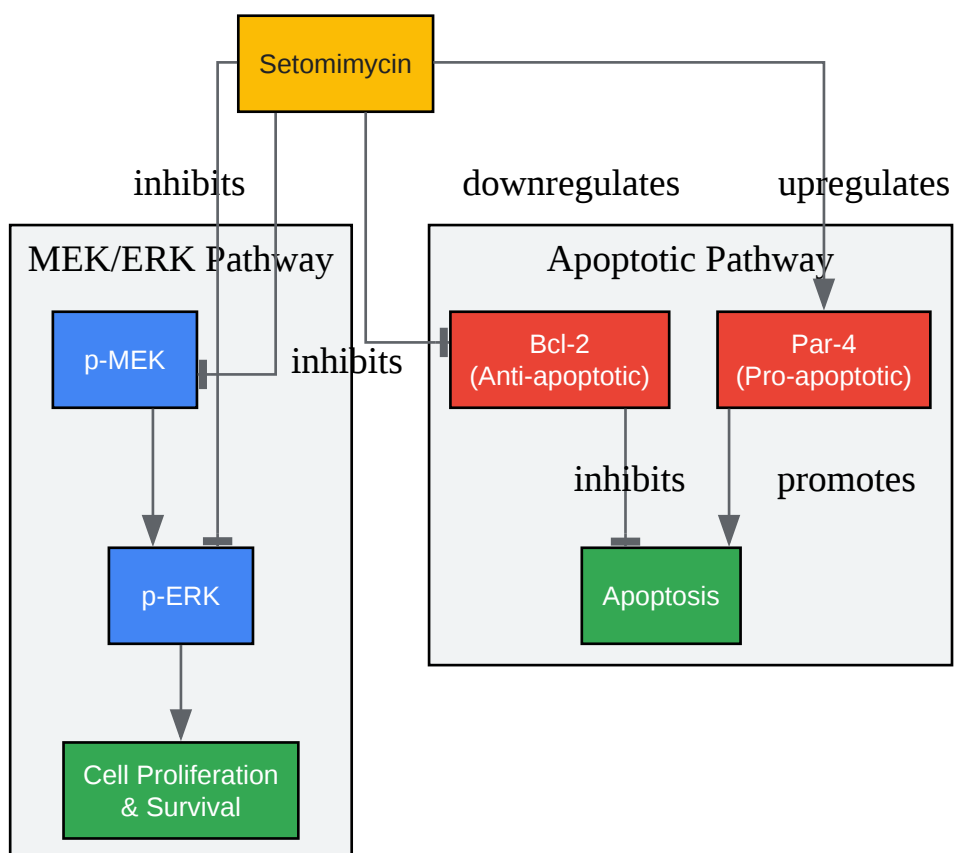 Setomimycin
inhibits
downregulates
upregulates
MEK/ERK Pathway
Apoptotic Pathway
p-MEK
inhibits
Bcl-2
(Anti-apoptotic)
Par-4
(Pro-apoptotic)
inhibits
promotes
p-ERK
Apoptosis
Cell Proliferation
& Survival